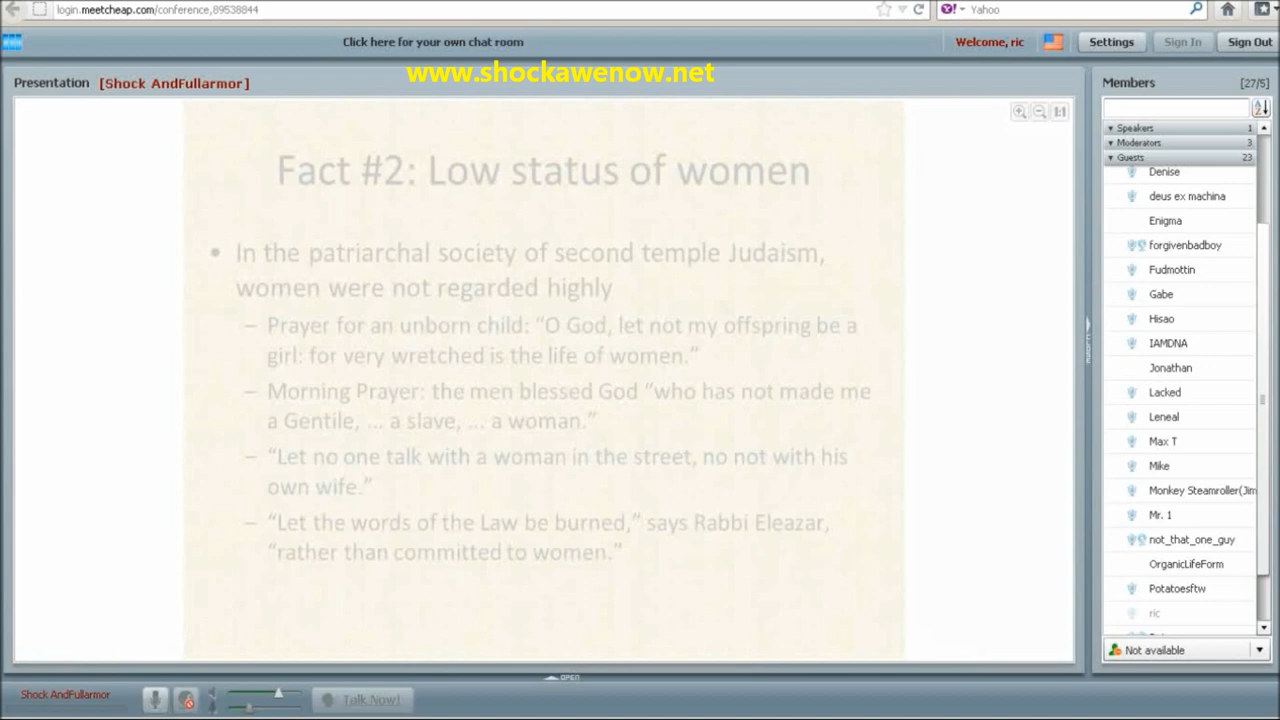 login.meetcheap.com/conference,89538844
Yahoo
Click here for your own chat room
Welcome, ric
Settings
Sign In
Sign Out
www.shockawenow.net
Presentation [Shock AndFullarmor]
Members [27/5]
Fact #2: Low status of women
• In the patriarchal society of second temple Judaism,
women were not regarded highly
– Prayer for an unborn child: “O God, let not my offspring be a
girl: for very wretched is the life of women.”
– Morning Prayer: the men blessed God “who has not made me
a Gentile, ... a slave, ... a woman.”
– “Let no one talk with a woman in the street, no not with his
own wife.”
– “Let the words of the Law be burned,” says Rabbi Eleazar,
“rather than committed to women.”
Speakers 1
Moderators 3
Guests 23
Denise
deus ex machina
Enigma
forgivenbadboy
Fudmottin
Gabe
Hisao
IAMDNA
Jonathan
Lacked
Leneal
Max T
Mike
Monkey Steamroller(Jim
Mr. 1
not_that_one_guy
OrganicLifeForm
Potatoesftw
ric
Not available
OPEN
Shock AndFullarmor
Talk Now!